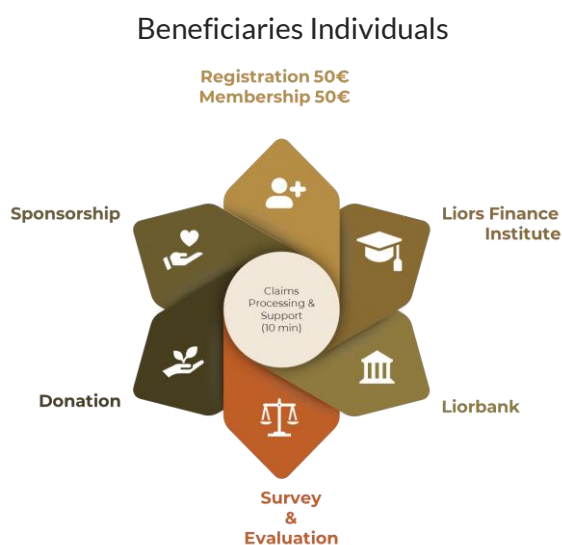 Beneficiaries Individuals
Registration 50€
Membership 50€
Sponsorship
Liors Finance
Institute
Claims
Processing &
Support
(10 min)
Donation
Liorbank
Survey
&
Evaluation